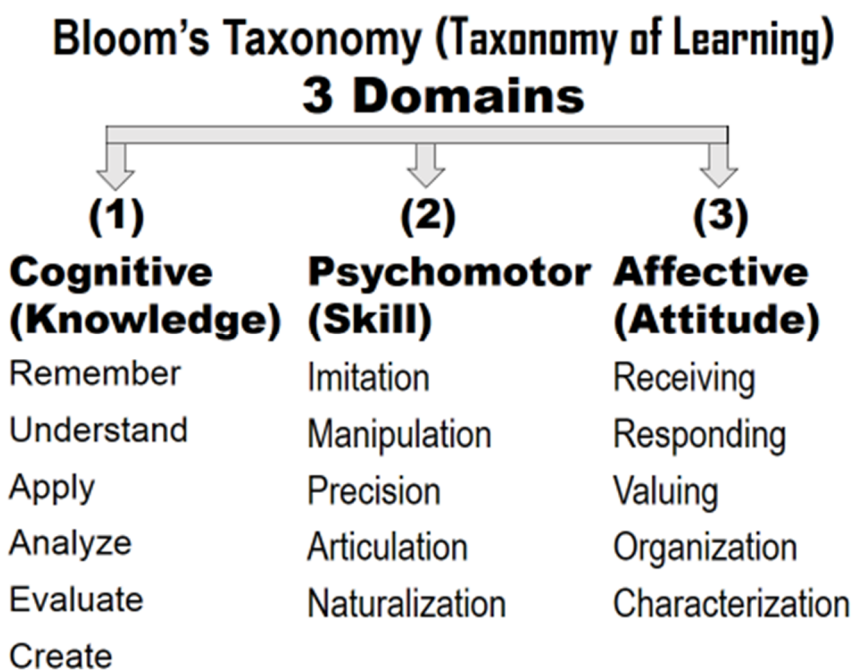 Bloom's Taxonomy (Taxonomy of Learning)
3 Domains
(1)
Cognitive
(Knowledge)
Remember
Understand
Apply
Analyze
Evaluate
Create
(2)
Psychomotor
(Skill)
Imitation
Manipulation
Precision
Articulation
Naturalization
(3)
Affective
(Attitude)
Receiving
Responding
Valuing
Organization
Characterization